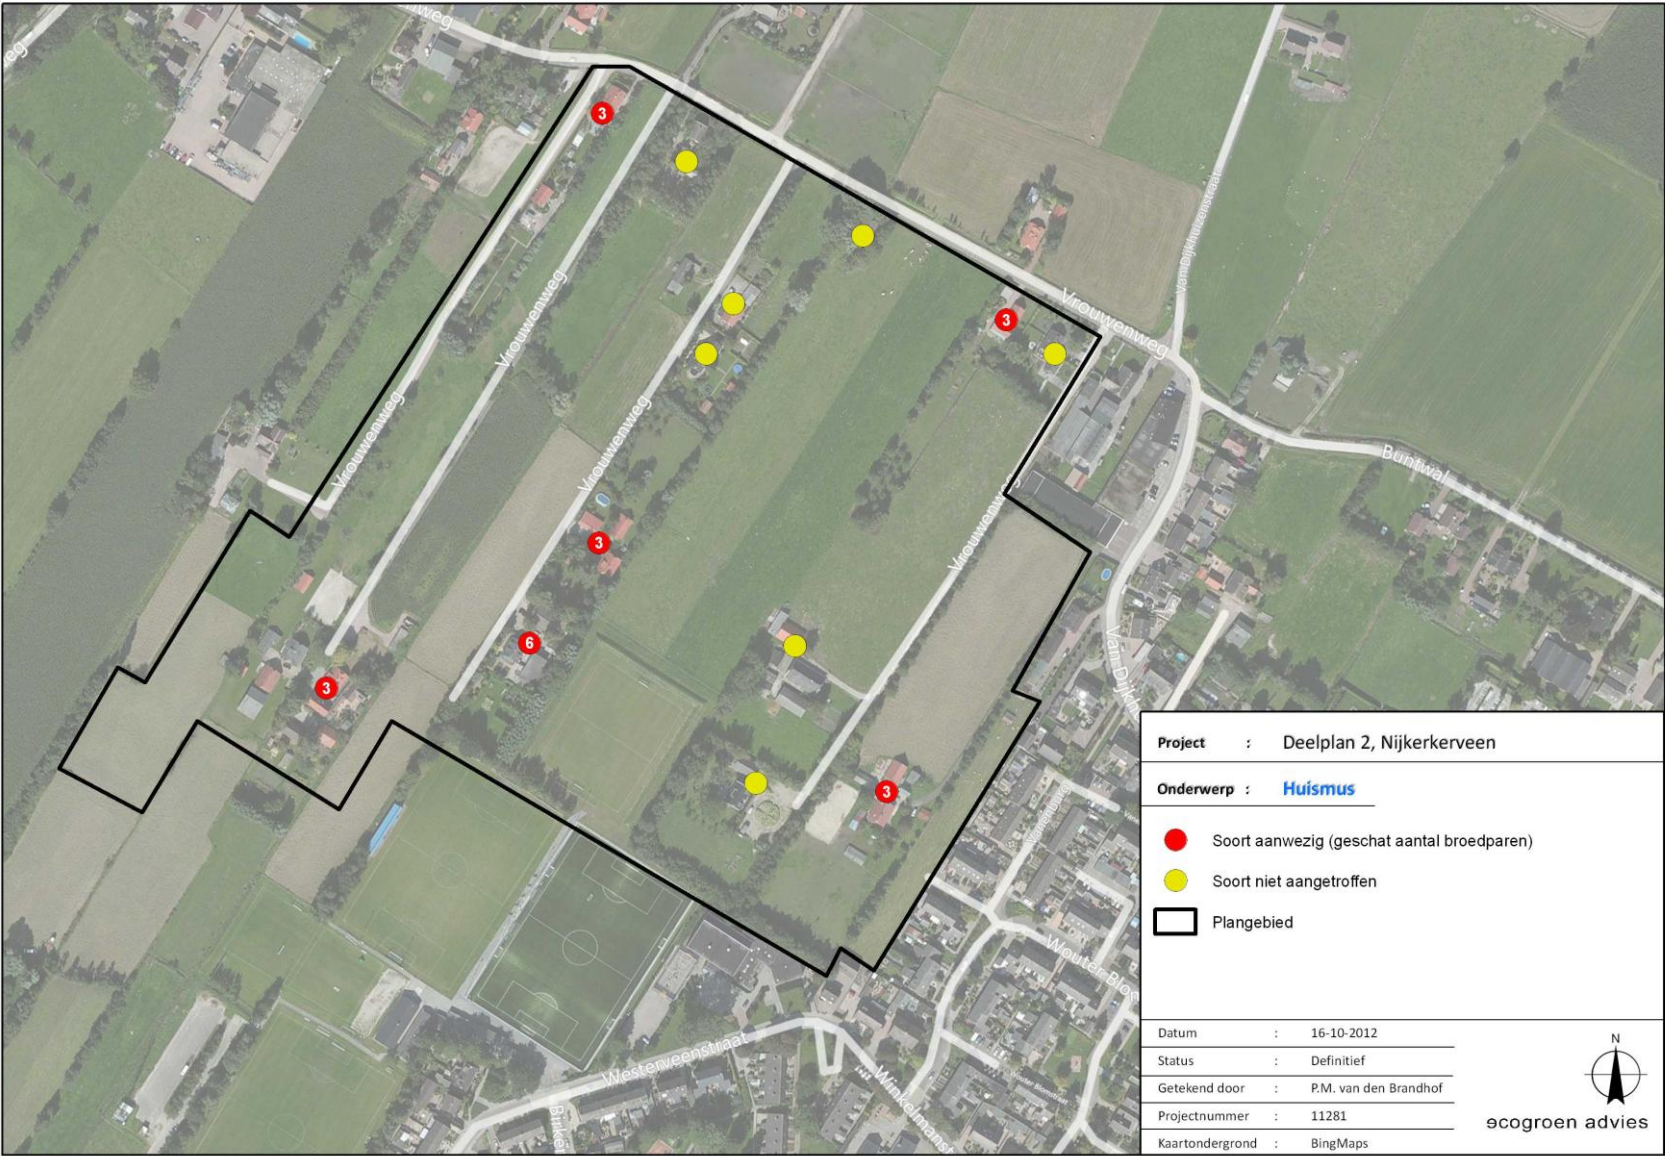 Vrouwenweg
Vrouwenweg
Vrouwenweg
Vrouwenweg
Vrouwenweg
Van Dijkhuizenstraat
Buntwal
Westerveenstraat
3
3
3
6
3
3
Project : Deelplan 2, Nijkerkerveen
Onderwerp : Huismus
Soort aanwezig (geschat aantal broedparen)
Soort niet aangetroffen
Plangebied
Datum : 16-10-2012
Status : Definitief
Getekend door : P.M. van den Brandhof
Projectnummer : 11281
Kaartondergrond : BingMaps
N
ecogroen advies